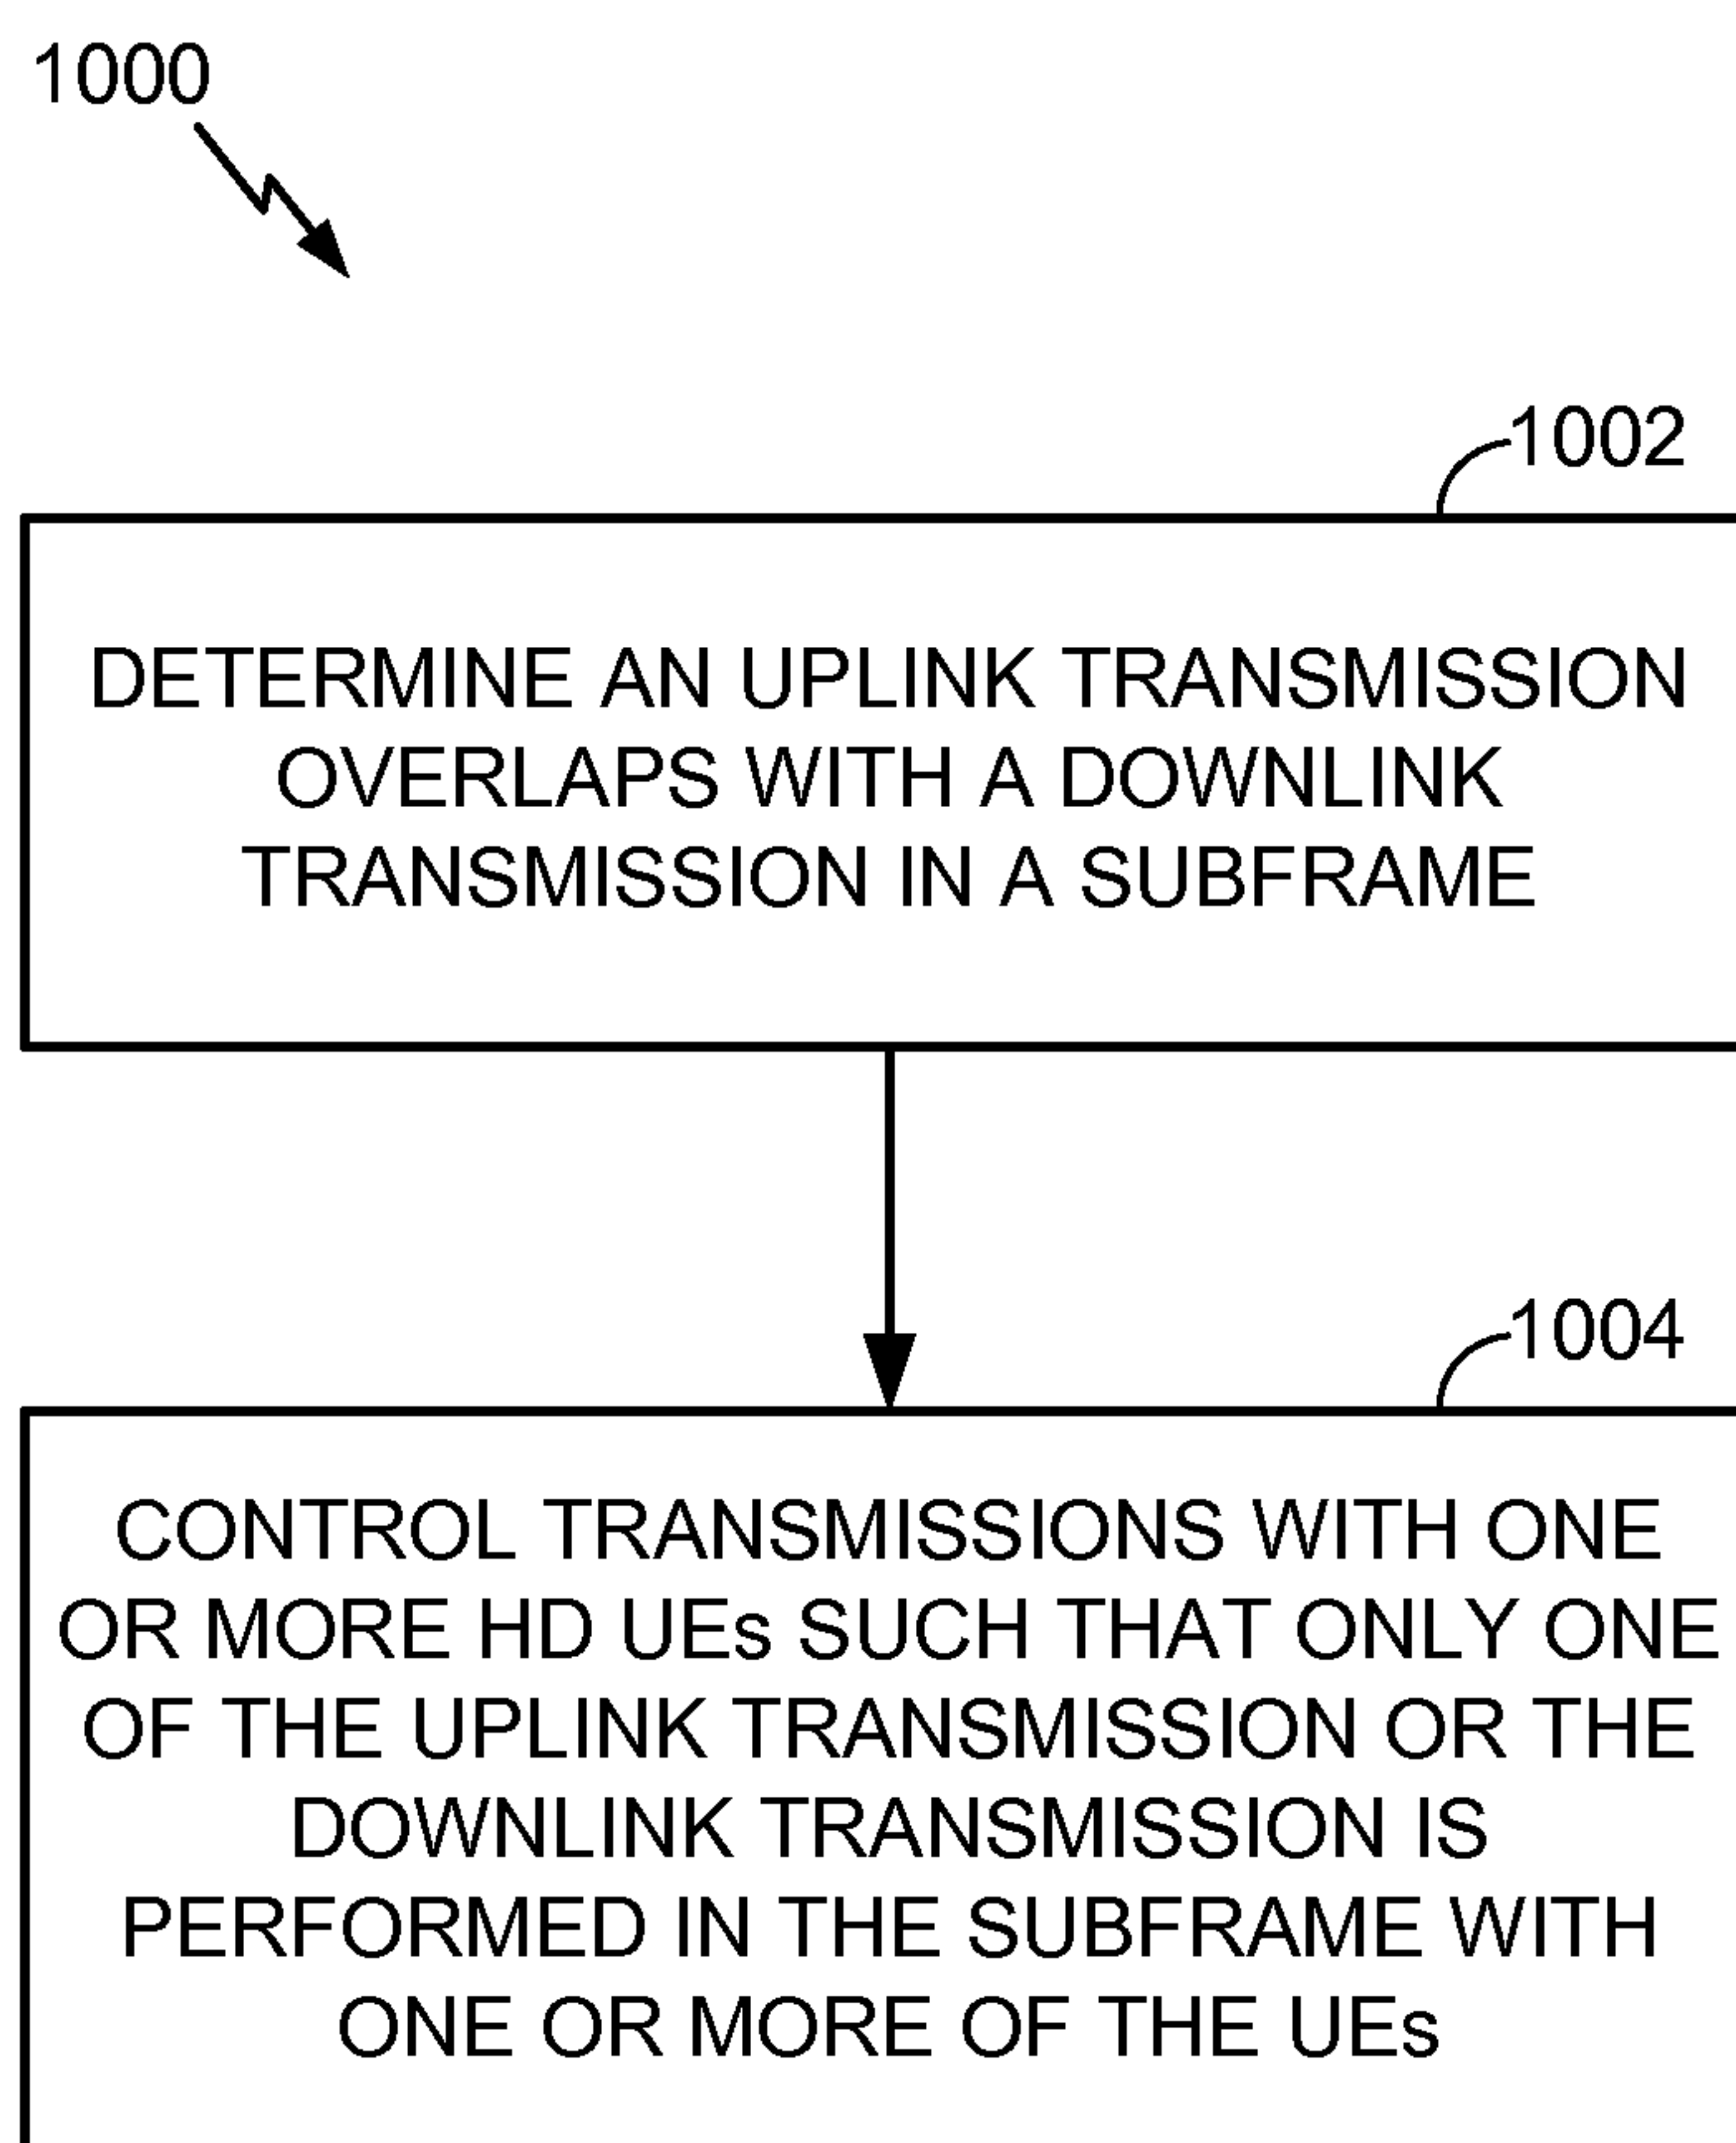 1000
1002
DETERMINE AN UPLINK TRANSMISSION
OVERLAPS WITH A DOWNLINK
TRANSMISSION IN A SUBFRAME
1004
CONTROL TRANSMISSIONS WITH ONE
OR MORE HD UEs SUCH THAT ONLY ONE
OF THE UPLINK TRANSMISSION OR THE
DOWNLINK TRANSMISSION IS
PERFORMED IN THE SUBFRAME WITH
ONE OR MORE OF THE UEs